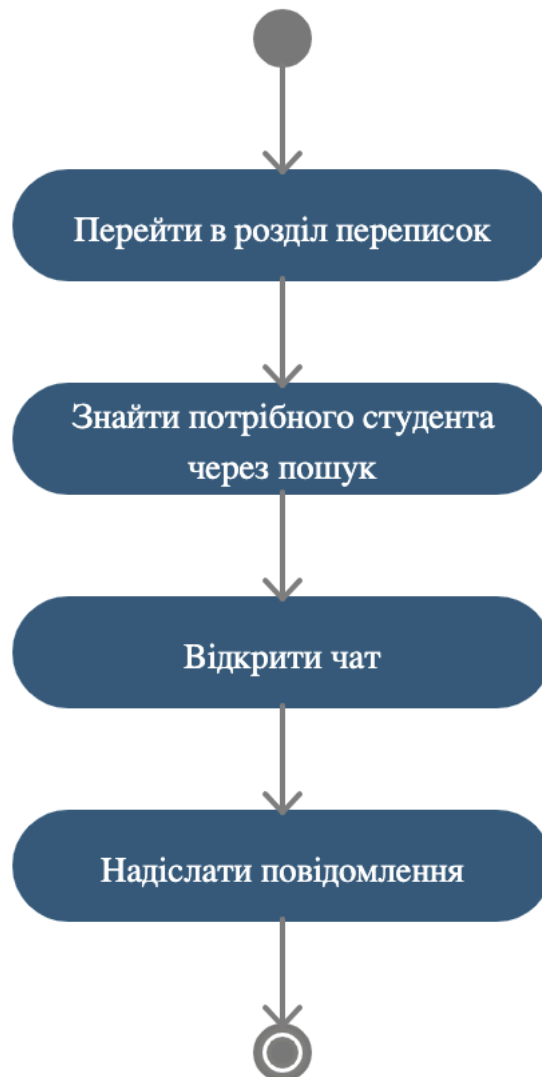 Перейти в розділ переписок
Знайти потрібного студента
через пошук
Відкрити чат
Надіслати повідомлення